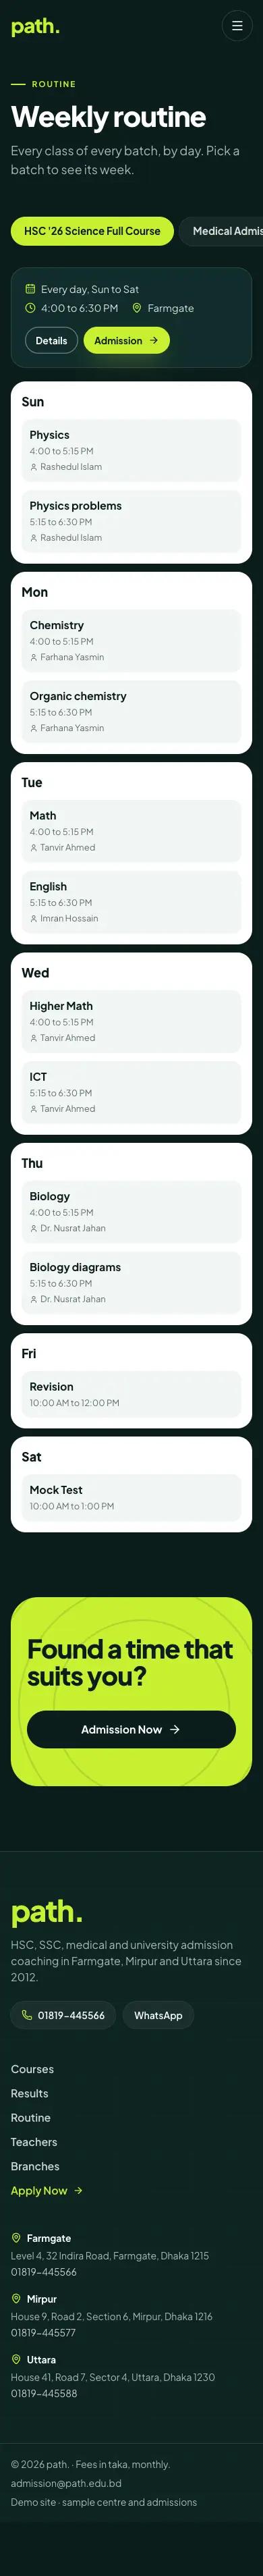 path.
ROUTINE
Weekly routine
Every class of every batch, by day. Pick a
batch to see its week.
HSC '26 Science Full Course
Medical Admis
Every day, Sun to Sat
4:00 to 6:30 PM
Farmgate
Details
Admission →
Sun
Physics
4:00 to 5:15 PM
Rashedul Islam
Physics problems
5:15 to 6:30 PM
Rashedul Islam
Mon
Chemistry
4:00 to 5:15 PM
Farhana Yasmin
Organic chemistry
5:15 to 6:30 PM
Farhana Yasmin
Tue
Math
4:00 to 5:15 PM
Tanvir Ahmed
English
5:15 to 6:30 PM
Imran Hossain
Wed
Higher Math
4:00 to 5:15 PM
Tanvir Ahmed
ICT
5:15 to 6:30 PM
Tanvir Ahmed
Thu
Biology
4:00 to 5:15 PM
Dr. Nusrat Jahan
Biology diagrams
5:15 to 6:30 PM
Dr. Nusrat Jahan
Fri
Revision
10:00 AM to 12:00 PM
Sat
Mock Test
10:00 AM to 1:00 PM
Found a time that
suits you?
Admission Now →
path.
HSC, SSC, medical and university admission
coaching in Farmgate, Mirpur and Uttara since
2012.
01819-445566
WhatsApp
Courses
Results
Routine
Teachers
Branches
Apply Now →
Farmgate
Level 4, 32 Indira Road, Farmgate, Dhaka 1215
01819-445566
Mirpur
House 9, Road 2, Section 6, Mirpur, Dhaka 1216
01819-445577
Uttara
House 41, Road 7, Sector 4, Uttara, Dhaka 1230
01819-445588
© 2026 path. · Fees in taka, monthly.
admission@path.edu.bd
Demo site · sample centre and admissions